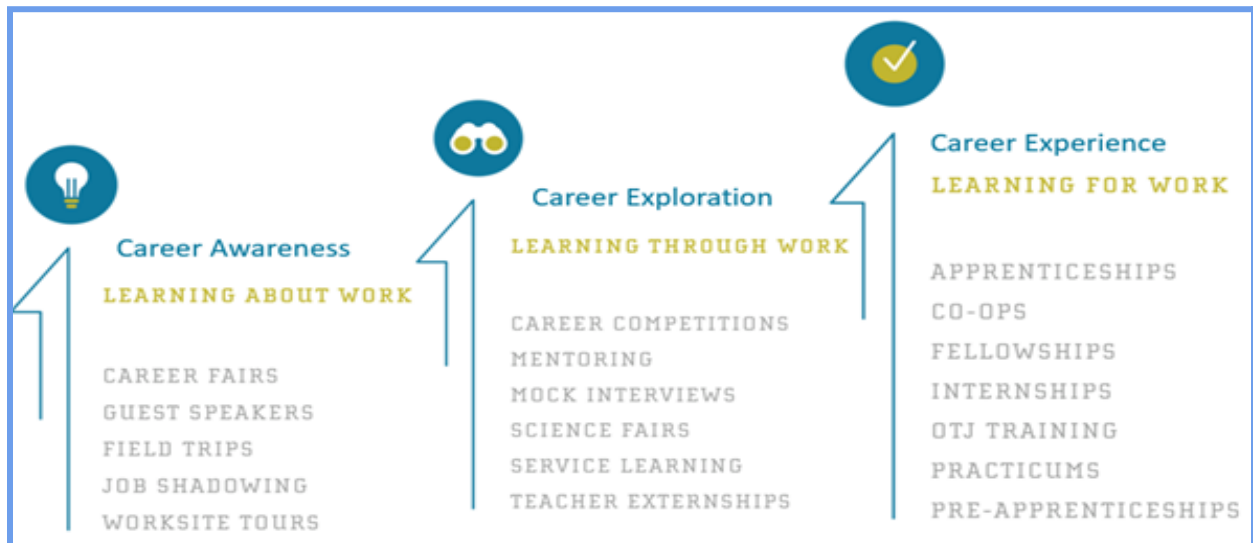 Career Awareness
LEARNING ABOUT WORK
CAREER FAIRS
GUEST SPEAKERS
FIELD TRIPS
JOB SHADOWING
WORKSITE TOURS
Career Exploration
LEARNING THROUGH WORK
CAREER COMPETITIONS
MENTORING
MOCK INTERVIEWS
SCIENCE FAIRS
SERVICE LEARNING
TEACHER EXTERNSHIPS
Career Experience
LEARNING FOR WORK
APPRENTICESHIPS
CO-OPS
FELLOWSHIPS
INTERNSHIPS
OTJ TRAINING
PRACTICUMS
PRE-APPRENTICESHIPS